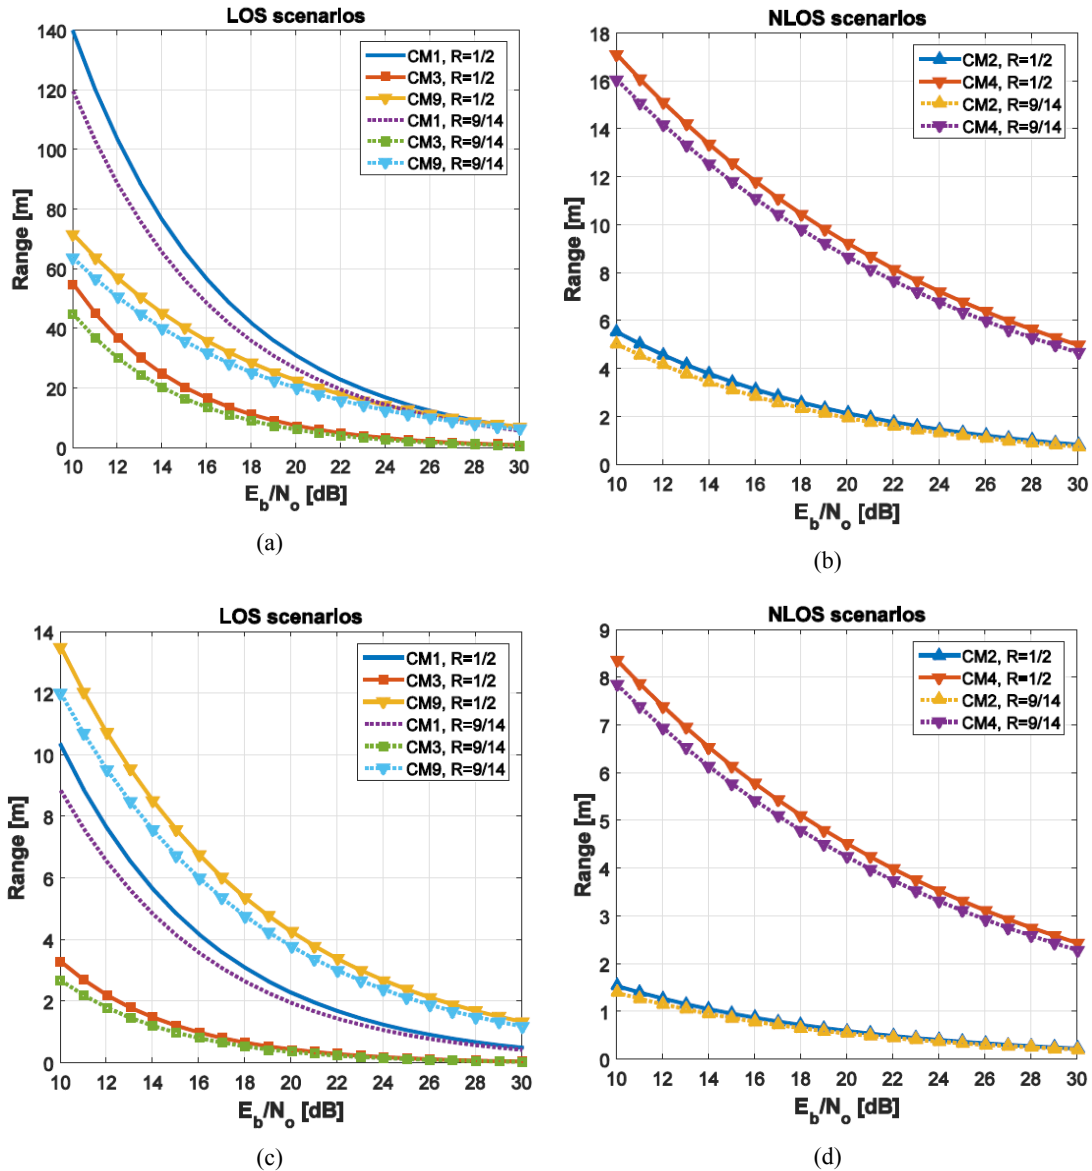 LOS scenarios
140
120
100
80
60
40
20
0
Range [m]
10 12 14 16 18 20 22 24 26 28 30
E_b/N_o [dB]
CM1, R=1/2
CM3, R=1/2
CM9, R=1/2
CM1, R=9/14
CM3, R=9/14
CM9, R=9/14
(a)
NLOS scenarios
18
16
14
12
10
8
6
4
2
0
Range [m]
10 12 14 16 18 20 22 24 26 28 30
E_b/N_o [dB]
CM2, R=1/2
CM4, R=1/2
CM2, R=9/14
CM4, R=9/14
(b)
LOS scenarios
14
12
10
8
6
4
2
0
Range [m]
10 12 14 16 18 20 22 24 26 28 30
E_b/N_o [dB]
CM1, R=1/2
CM3, R=1/2
CM9, R=1/2
CM1, R=9/14
CM3, R=9/14
CM9, R=9/14
(c)
NLOS scenarios
9
8
7
6
5
4
3
2
1
0
Range [m]
10 12 14 16 18 20 22 24 26 28 30
E_b/N_o [dB]
CM2, R=1/2
CM4, R=1/2
CM2, R=9/14
CM4, R=9/14
(d)